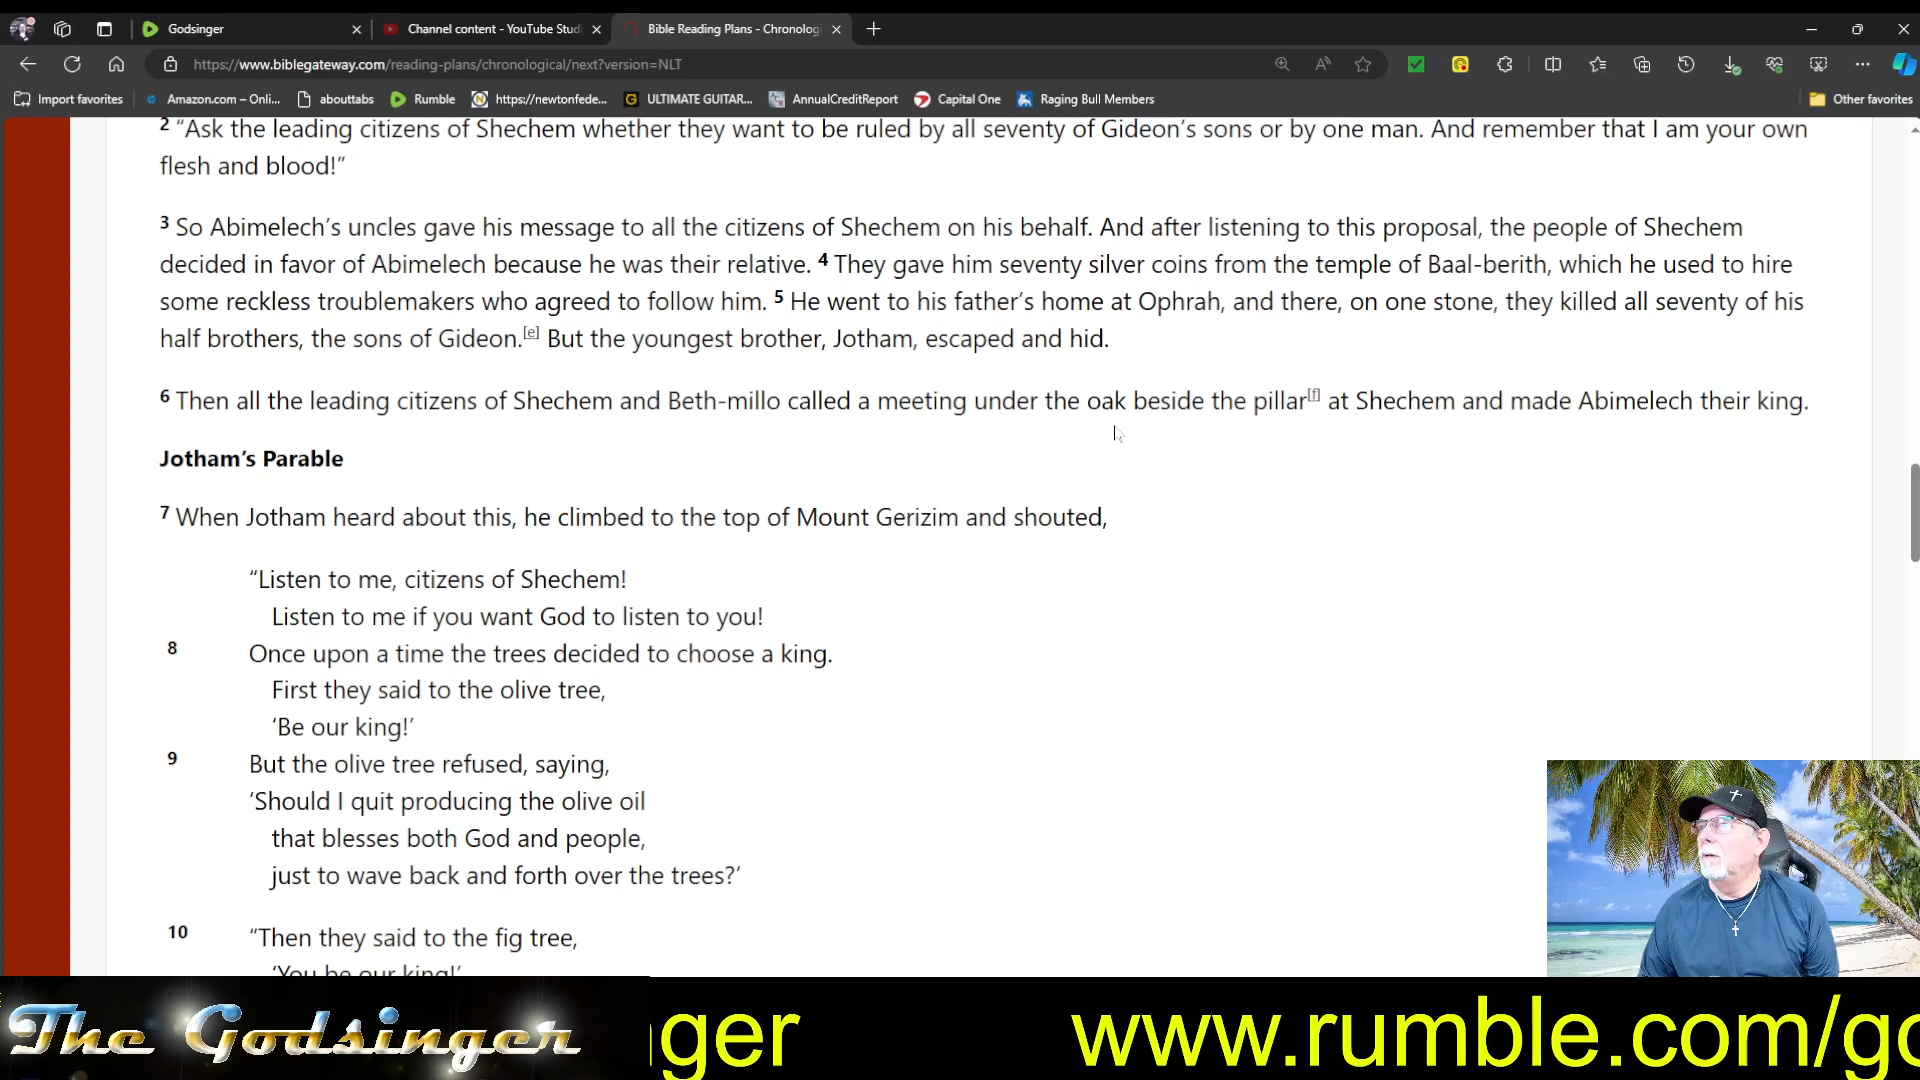 Godsinger
Channel content - YouTube Studi
Bible Reading Plans - Chronolog
https://www.biblegateway.com/reading-plans/chronological/next?version=NLT
Import favorites
Amazon.com – Onli...
abouttabs
Rumble
https://newtonfede...
ULTIMATE GUITAR...
AnnualCreditReport
Capital One
Raging Bull Members
Other favorites
2 “Ask the leading citizens of Shechem whether they want to be ruled by all seventy of Gideon’s sons or by one man. And remember that I am your own
flesh and blood!”
3 So Abimelech’s uncles gave his message to all the citizens of Shechem on his behalf. And after listening to this proposal, the people of Shechem
decided in favor of Abimelech because he was their relative. 4 They gave him seventy silver coins from the temple of Baal-berith, which he used to hire
some reckless troublemakers who agreed to follow him. 5 He went to his father’s home at Ophrah, and there, on one stone, they killed all seventy of his
half brothers, the sons of Gideon.[e] But the youngest brother, Jotham, escaped and hid.
6 Then all the leading citizens of Shechem and Beth-millo called a meeting under the oak beside the pillar[f] at Shechem and made Abimelech their king.
Jotham’s Parable
7 When Jotham heard about this, he climbed to the top of Mount Gerizim and shouted,
“Listen to me, citizens of Shechem!
Listen to me if you want God to listen to you!
8 Once upon a time the trees decided to choose a king.
First they said to the olive tree,
‘Be our king!’
9 But the olive tree refused, saying,
‘Should I quit producing the olive oil
that blesses both God and people,
just to wave back and forth over the trees?’
10 “Then they said to the fig tree,
‘You be our king!’
The Godsinger
nger
www.rumble.com/go